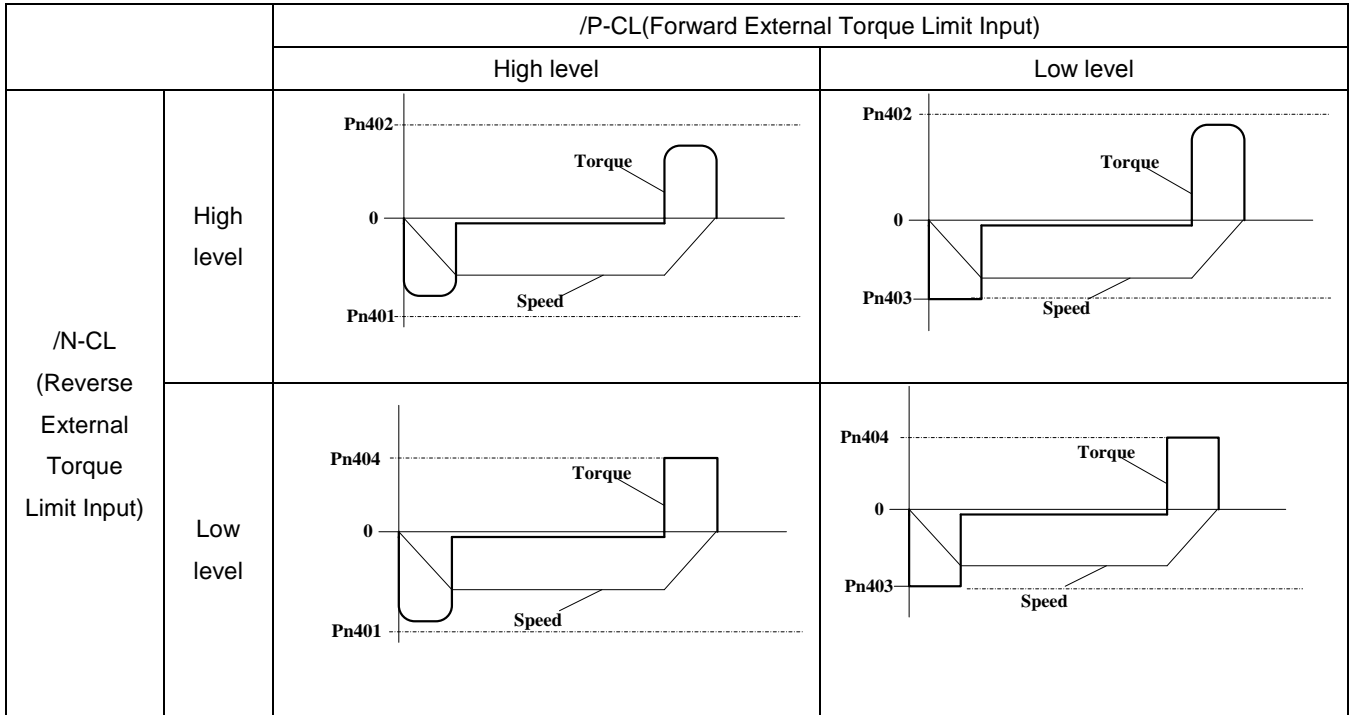 /P-CL(Forward External Torque Limit Input)
High level
Low level
/N-CL
(Reverse
External
Torque
Limit Input)
High
level
Pn402
Torque
0
Speed
Pn401
Pn402
Torque
0
Pn403
Speed
Low
level
Pn404
Torque
0
Speed
Pn401
Pn404
Torque
0
Pn403
Speed